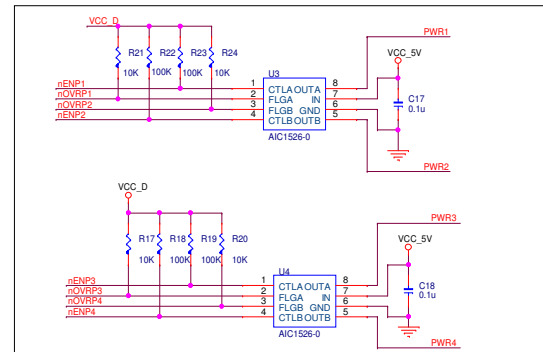 VCC_D
PWR1
R21 R22 R23 R24
10K 100K 100K 10K
U3
VCC_5V
nENP1 1 CTLA OUTA 8
nOVRP1 2 FLGA IN 7
nOVRP2 3 FLGB GND 6
nENP2 4 CTLB OUTB 5
C17
0.1u
AIC1526-0
PWR2
VCC_D
PWR3
R17 R18 R19 R20
10K 100K 100K 10K
U4
VCC_5V
nENP3 1 CTLA OUTA 8
nOVRP3 2 FLGA IN 7
nOVRP4 3 FLGB GND 6
nENP4 4 CTLB OUTB 5
C18
0.1u
AIC1526-0
PWR4